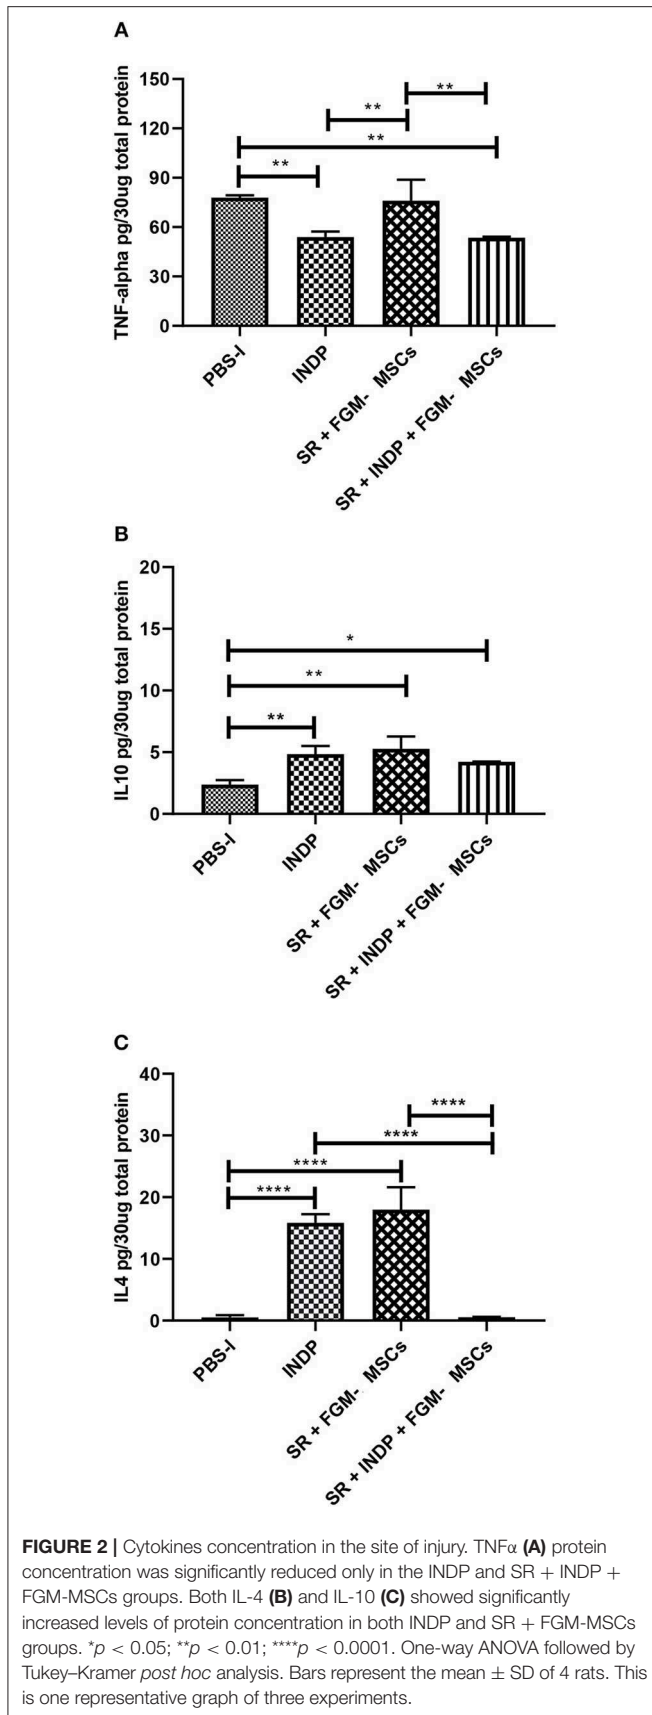 A
TNF-alpha pg/30ug total protein
150
120
90
60
30
0
**
**
**
**
PBS-I
INDP
SR + FGM- MSCs
SR + INDP + FGM- MSCs
B
IL10 pg/30ug total protein
20
15
10
5
0
*
**
**
PBS-I
INDP
SR + FGM- MSCs
SR + INDP + FGM- MSCs
C
IL4 pg/30ug total protein
40
30
20
10
0
****
****
****
****
PBS-I
INDP
SR + FGM- MSCs
SR + INDP + FGM- MSCs
FIGURE 2 | Cytokines concentration in the site of injury. TNFα (A) protein
concentration was significantly reduced only in the INDP and SR + INDP +
FGM-MSCs groups. Both IL-4 (B) and IL-10 (C) showed significantly
increased levels of protein concentration in both INDP and SR + FGM-MSCs
groups. *p < 0.05; **p < 0.01; ****p < 0.0001. One-way ANOVA followed by
Tukey–Kramer post hoc analysis. Bars represent the mean ± SD of 4 rats. This
is one representative graph of three experiments.